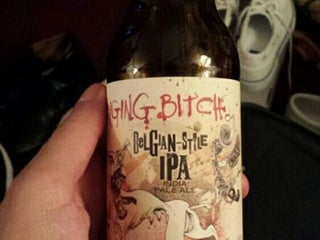 GING BITCH
BELGIAN-STYLE
IPA
INDIA
PALE ALE